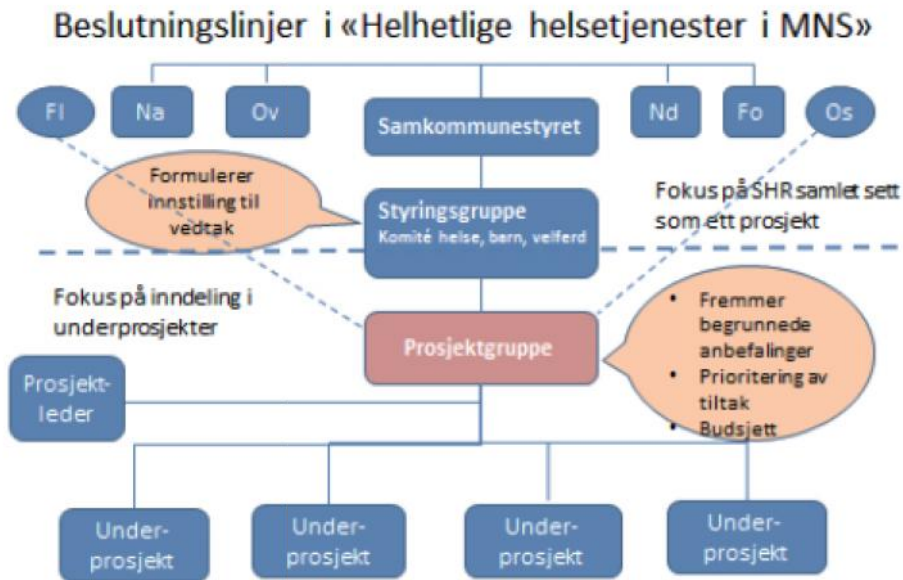 Beslutningslinjer i «Helhetlige helsetjenester i MNS»
Fl
Na
Ov
Samkommunestyret
Nd
Fo
Os
Formulerer
innstilling til
vedtak
Styringsgruppe
Komité helse, barn, velferd
Fokus på SHR samlet sett
som ett prosjekt
Fokus på inndeling i
underprosjekter
Prosjektgruppe
• Fremmer
begrunnede
anbefalinger
• Prioritering av
tiltak
• Budsjett
Prosjekt-
leder
Under-
prosjekt
Under-
prosjekt
Under-
prosjekt
Under-
prosjekt